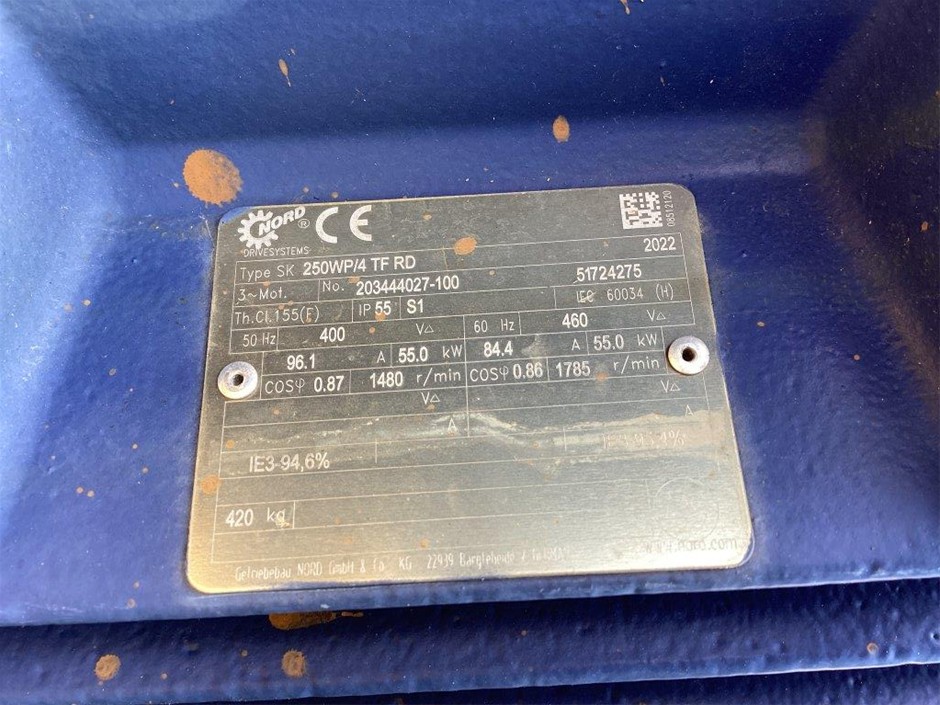 NORD ® CE
DRIVESYSTEMS
08512120
Type SK 250WP/4 TF RD 2022
3~Mot. No. 203444027-100 51724275
Th.Cl.155(F) IP 55 S1 IEC 60034 (H)
50 Hz 400 V△ 60 Hz 460 V△
96.1 A 55.0 kW 84.4 A 55.0 kW
COSφ 0.87 1480 r/min COSφ 0.86 1785 r/min
V△ V△
A A
IE3-94,6%
420 kg
www.nord.com
Getriebebau NORD GmbH & Co. KG 22939 Bargteheide /